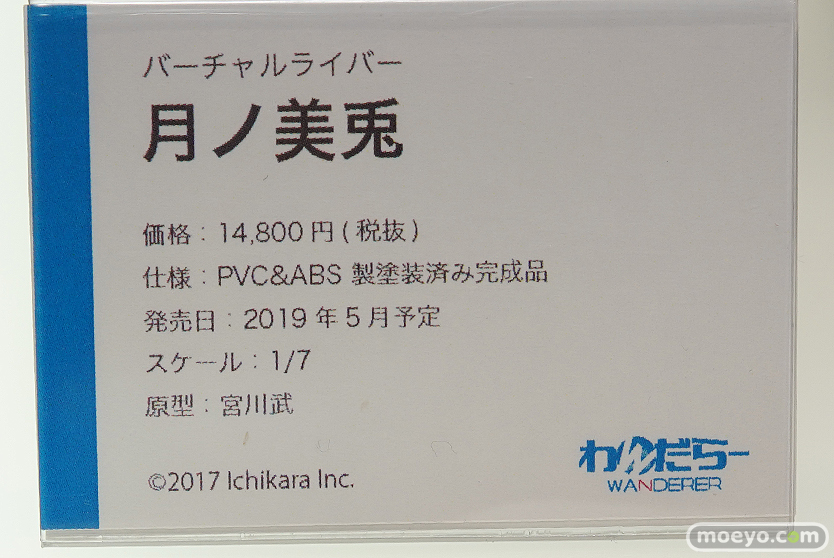 バーチャルライバー
月ノ美兎
価格：14,800円(税抜)
仕様：PVC&ABS 製塗装済み完成品
発売日：2019年5月予定
スケール：1/7
原型：宮川武
©2017 Ichikara Inc.
わんだらー
WANDERER
moeyo.com